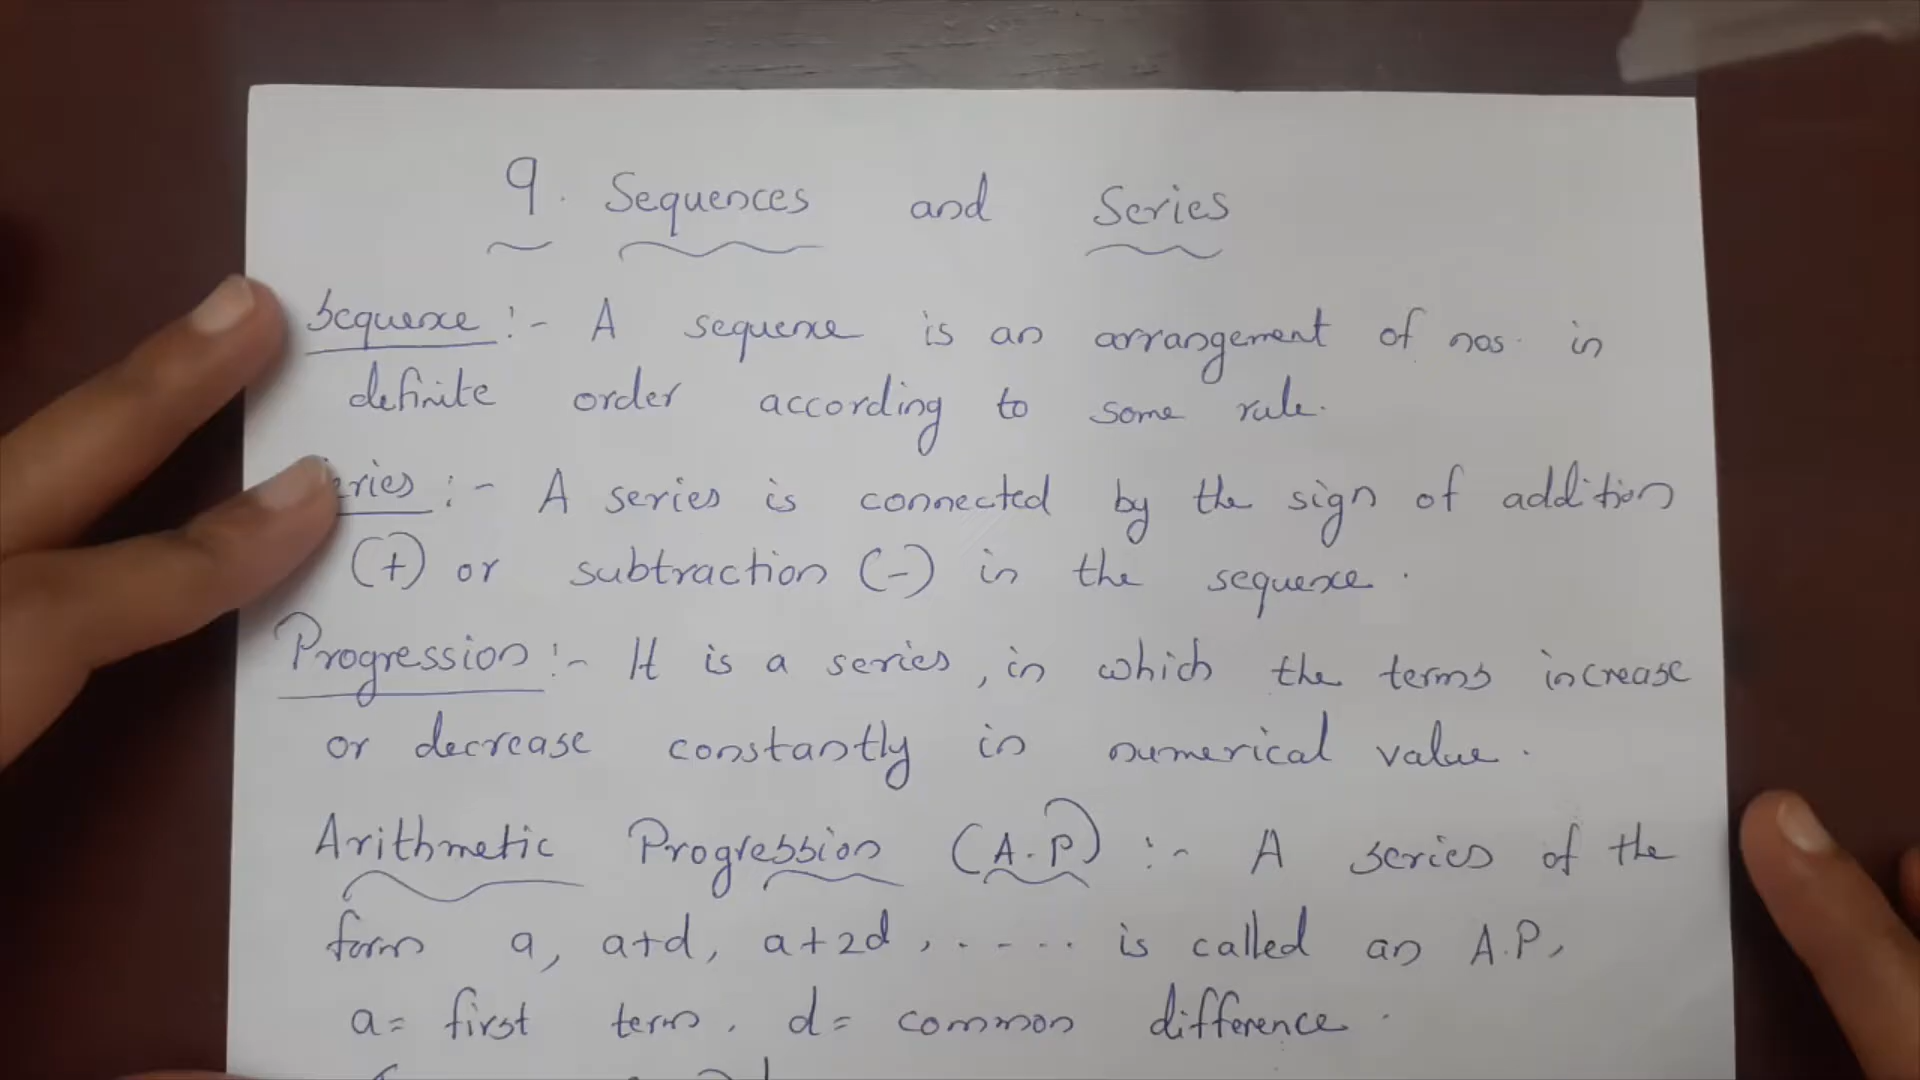 9. Sequences and Series
Sequence :- A sequence is an arrangement of nos. in
definite order according to some rule.
eries :- A series is connected by the sign of addition
(+) or subtraction (-) in the sequence.
Progression :- It is a series, in which the terms increase
or decrease constantly in numerical value.
Arithmetic Progression (A.P) :- A series of the
form a, a+d, a+2d, ..... is called an A.P,
a= first term, d= common difference.